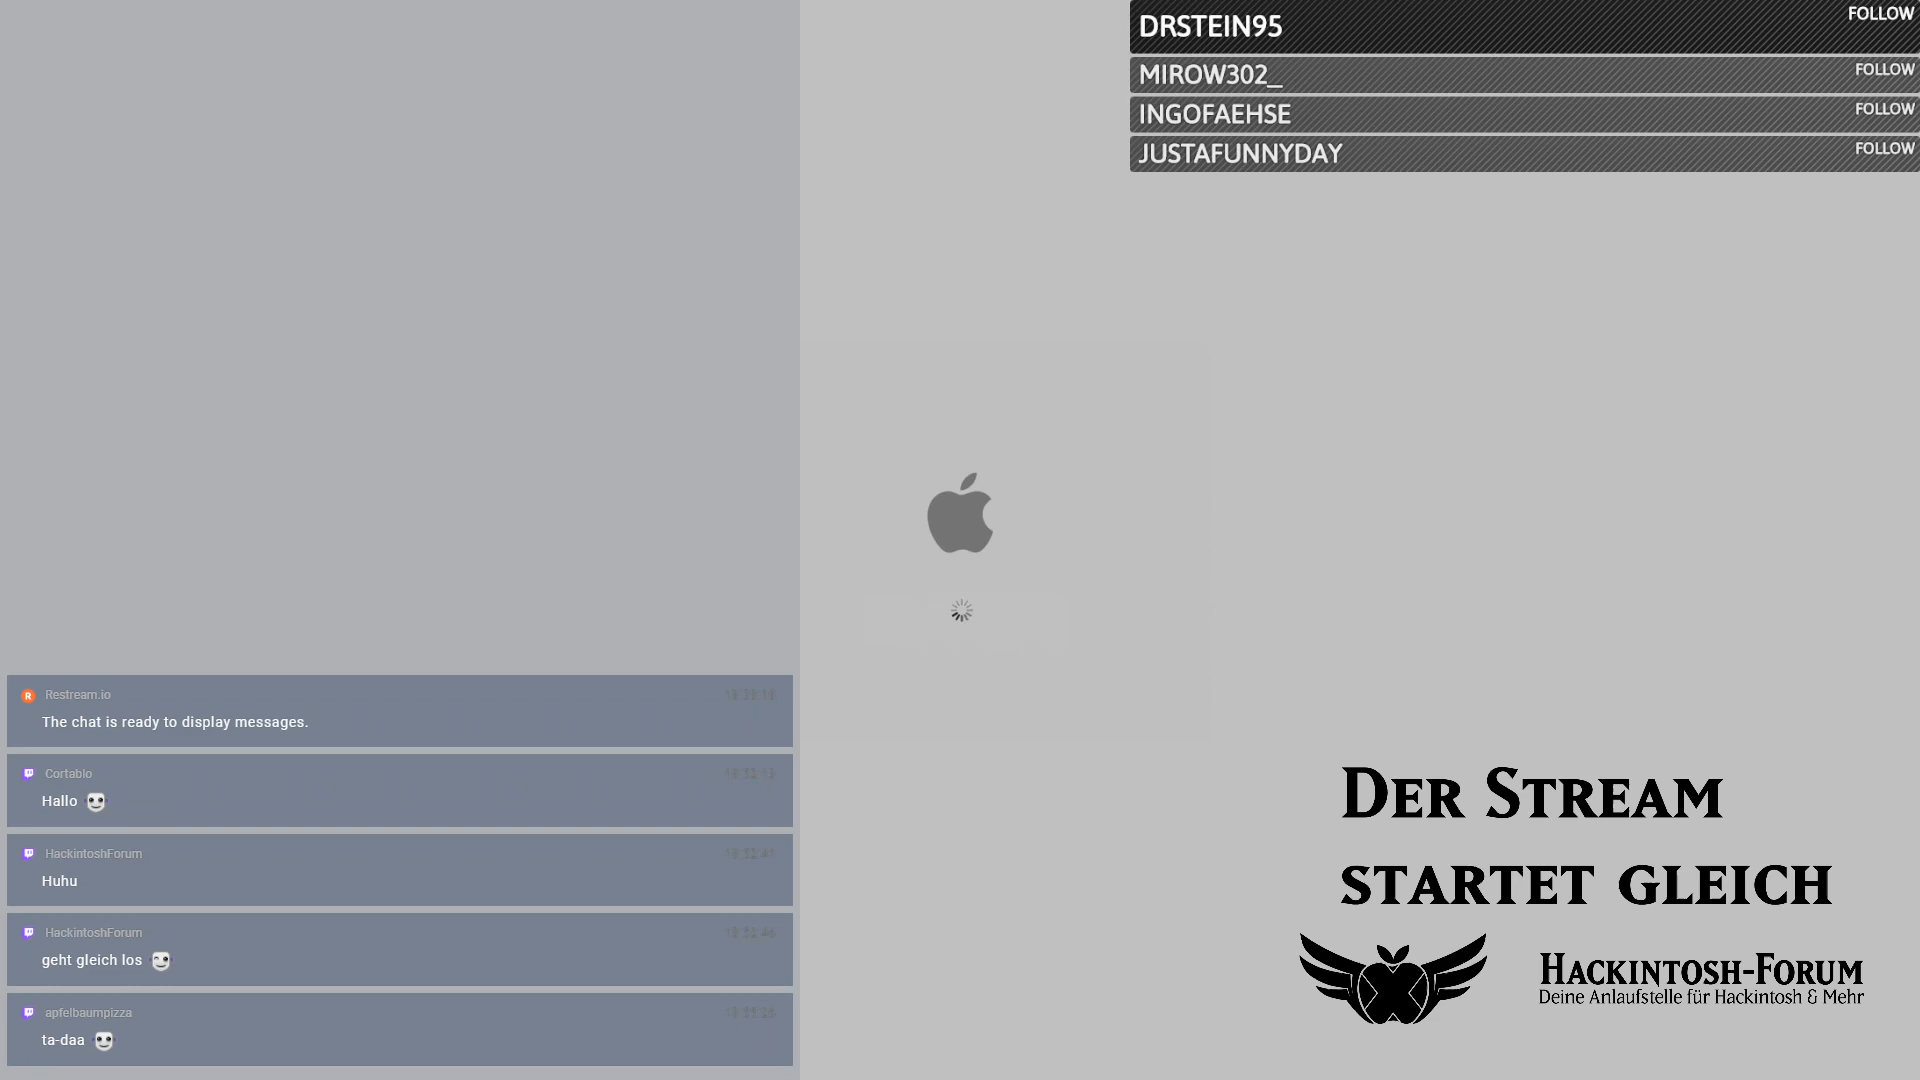 DRSTEIN95 FOLLOW
MIROW302_ FOLLOW
INGOFAEHSE FOLLOW
JUSTAFUNNYDAY FOLLOW
Restream.io
The chat is ready to display messages.
Cortablo
Hallo
HackintoshForum
Huhu
HackintoshForum
geht gleich los
apfelbaumpizza
ta-daa
Der Stream
startet gleich
Hackintosh-Forum
Deine Anlaufstelle für Hackintosh & Mehr